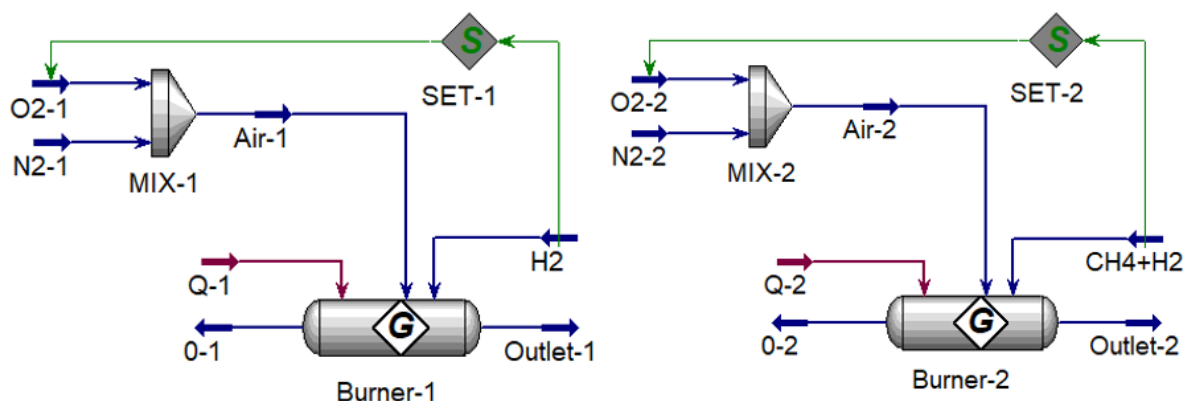 S
SET-1
O2-1
Air-1
N2-1
MIX-1
H2
Q-1
G
0-1
Outlet-1
Burner-1
S
SET-2
O2-2
Air-2
N2-2
MIX-2
CH4+H2
Q-2
G
0-2
Outlet-2
Burner-2